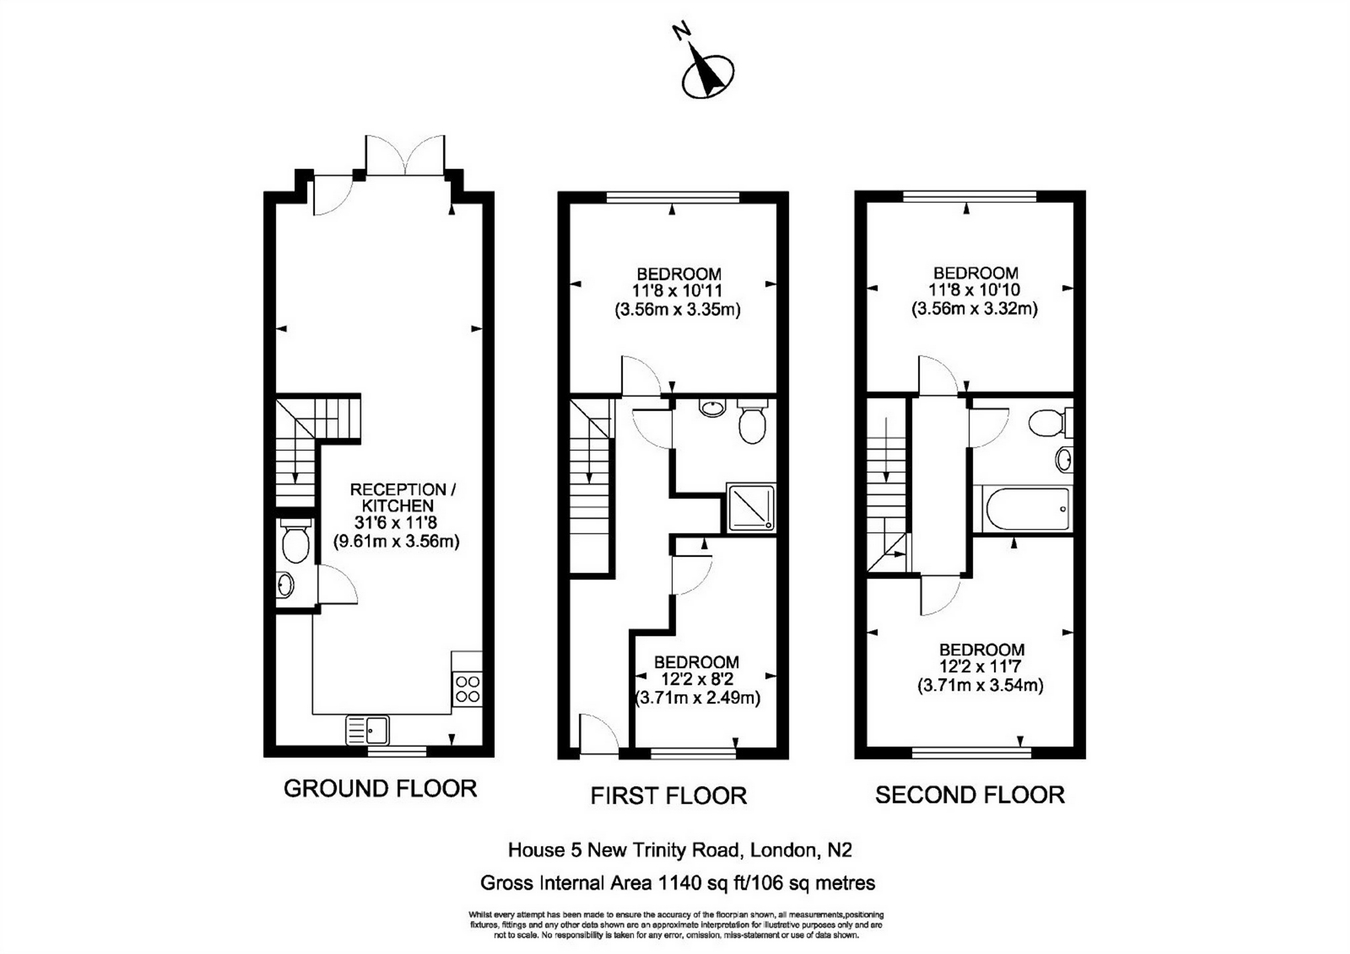 N
BEDROOM
11'8 x 10'11
(3.56m x 3.35m)
BEDROOM
11'8 x 10'10
(3.56m x 3.32m)
RECEPTION /
KITCHEN
31'6 x 11'8
(9.61m x 3.56m)
BEDROOM
12'2 x 8'2
(3.71m x 2.49m)
BEDROOM
12'2 x 11'7
(3.71m x 3.54m)
GROUND FLOOR
FIRST FLOOR
SECOND FLOOR
House 5 New Trinity Road, London, N2
Gross Internal Area 1140 sq ft/106 sq metres
Whilst every attempt has been made to ensure the accuracy of the floorplan shown, all measurements,positioning
fixtures, fittings and any other data shown are an approximate interpretation for illustrative purposes only and are
not to scale. No responsibility is taken for any error, omission, miss-statement or use of data shown.